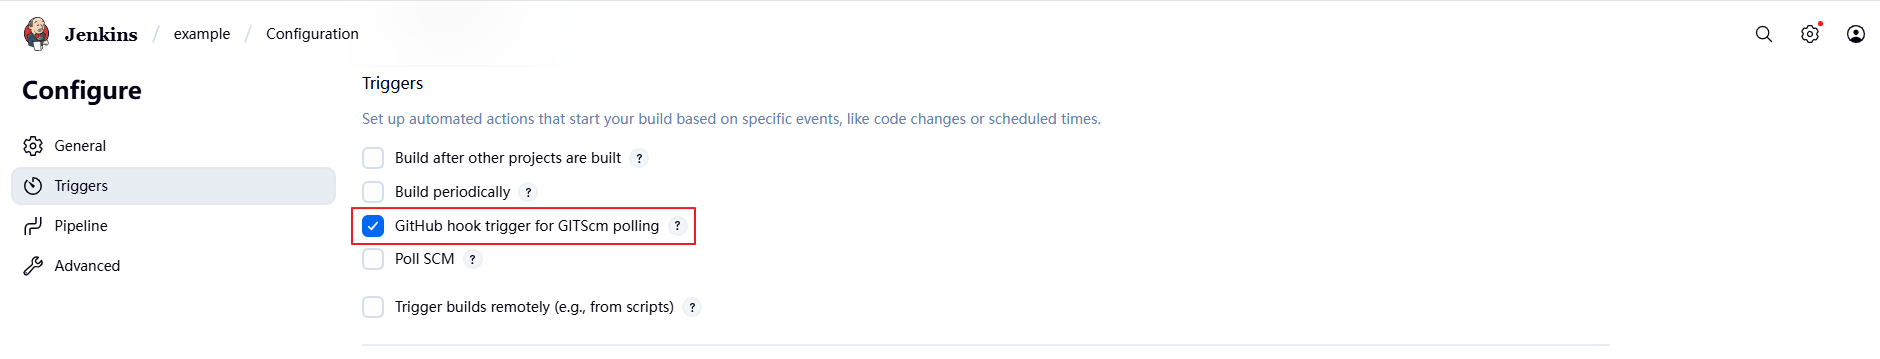 Jenkins / example / Configuration
Configure
General
Triggers
Pipeline
Advanced
Triggers
Set up automated actions that start your build based on specific events, like code changes or scheduled times.
Build after other projects are built ?
Build periodically ?
GitHub hook trigger for GITScm polling ?
Poll SCM ?
Trigger builds remotely (e.g., from scripts) ?